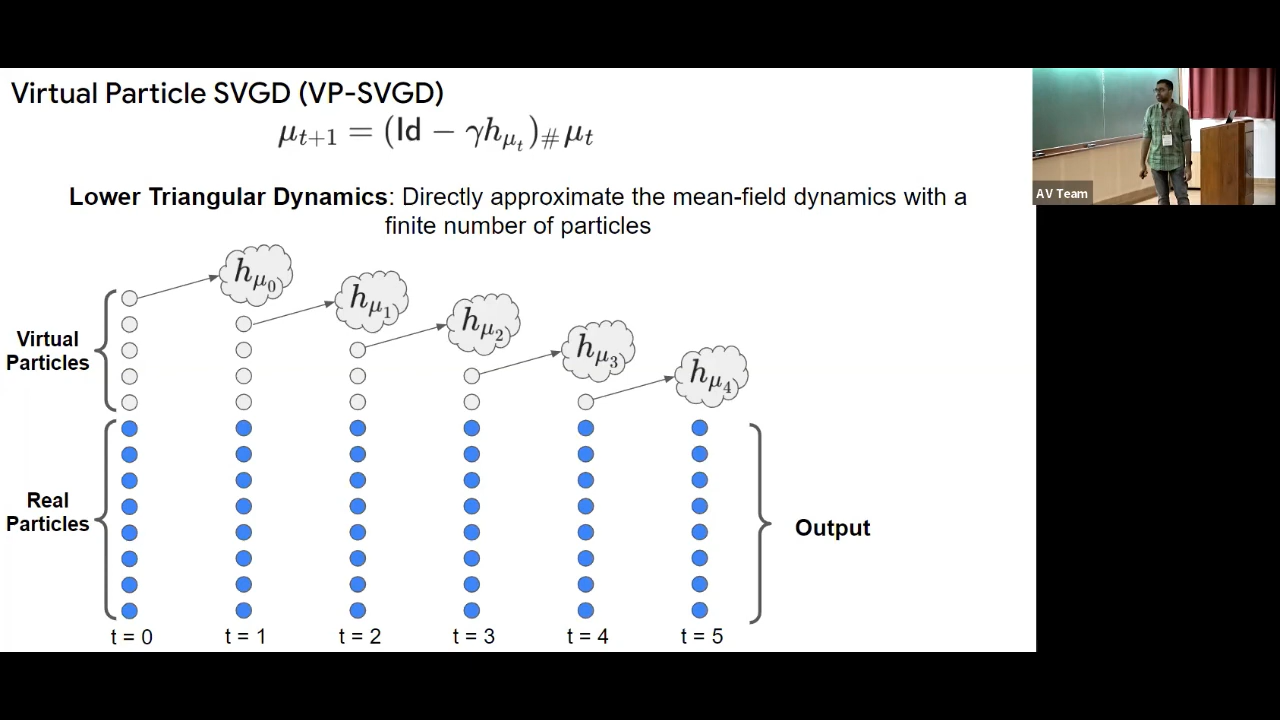 Virtual Particle SVGD (VP-SVGD)
μ_{t+1} = (Id − γh_{μ_t})_# μ_t
Lower Triangular Dynamics: Directly approximate the mean-field dynamics with a
finite number of particles
h_{μ_0}
h_{μ_1}
h_{μ_2}
h_{μ_3}
h_{μ_4}
Virtual
Particles
Real
Particles
Output
t = 0 t = 1 t = 2 t = 3 t = 4 t = 5
AV Team